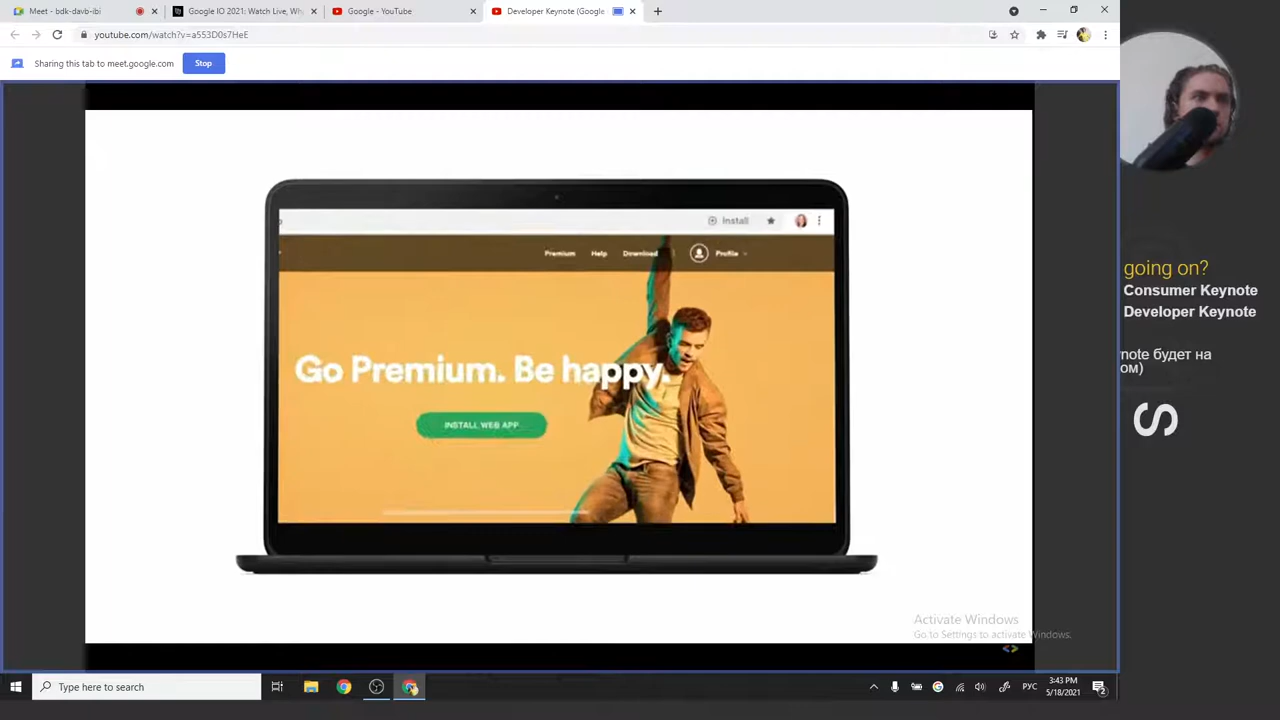 Meet - bdk-davb-ibi
Google IO 2021: Watch Live, Wh
Google - YouTube
Developer Keynote (Google
youtube.com/watch?v=a553D0s7HeE
Sharing this tab to meet.google.com
Stop
Install
Premium
Help
Download
Profile
Go Premium. Be happy.
INSTALL WEB APP
going on?
Consumer Keynote
Developer Keynote
note будет на
ом)
S
Activate Windows
Go to Settings to activate Windows.
Type here to search
РУС
3:43 PM
5/18/2021
2